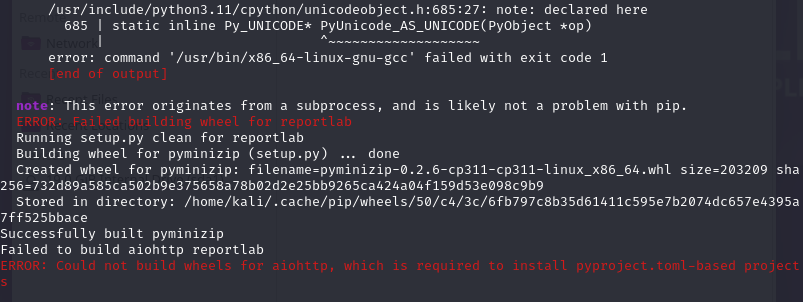 /usr/include/python3.11/cpython/unicodeobject.h:685:27: note: declared here
685 | static inline Py_UNICODE* PyUnicode_AS_UNICODE(PyObject *op)
| ^~~~~~~~~~~~~~~~~~~~
error: command '/usr/bin/x86_64-linux-gnu-gcc' failed with exit code 1
[end of output]
note: This error originates from a subprocess, and is likely not a problem with pip.
ERROR: Failed building wheel for reportlab
Running setup.py clean for reportlab
Building wheel for pyminizip (setup.py) ... done
Created wheel for pyminizip: filename=pyminizip-0.2.6-cp311-cp311-linux_x86_64.whl size=203209 sha
256=732d89a585ca502b9e375658a78b02d2e25bb9265ca424a04f159d53e098c9b9
Stored in directory: /home/kali/.cache/pip/wheels/50/c4/3c/6fb797c8b35d61411c595e7b2074dc657e4395a
7ff525bbace
Successfully built pyminizip
Failed to build aiohttp reportlab
ERROR: Could not build wheels for aiohttp, which is required to install pyproject.toml-based project
s